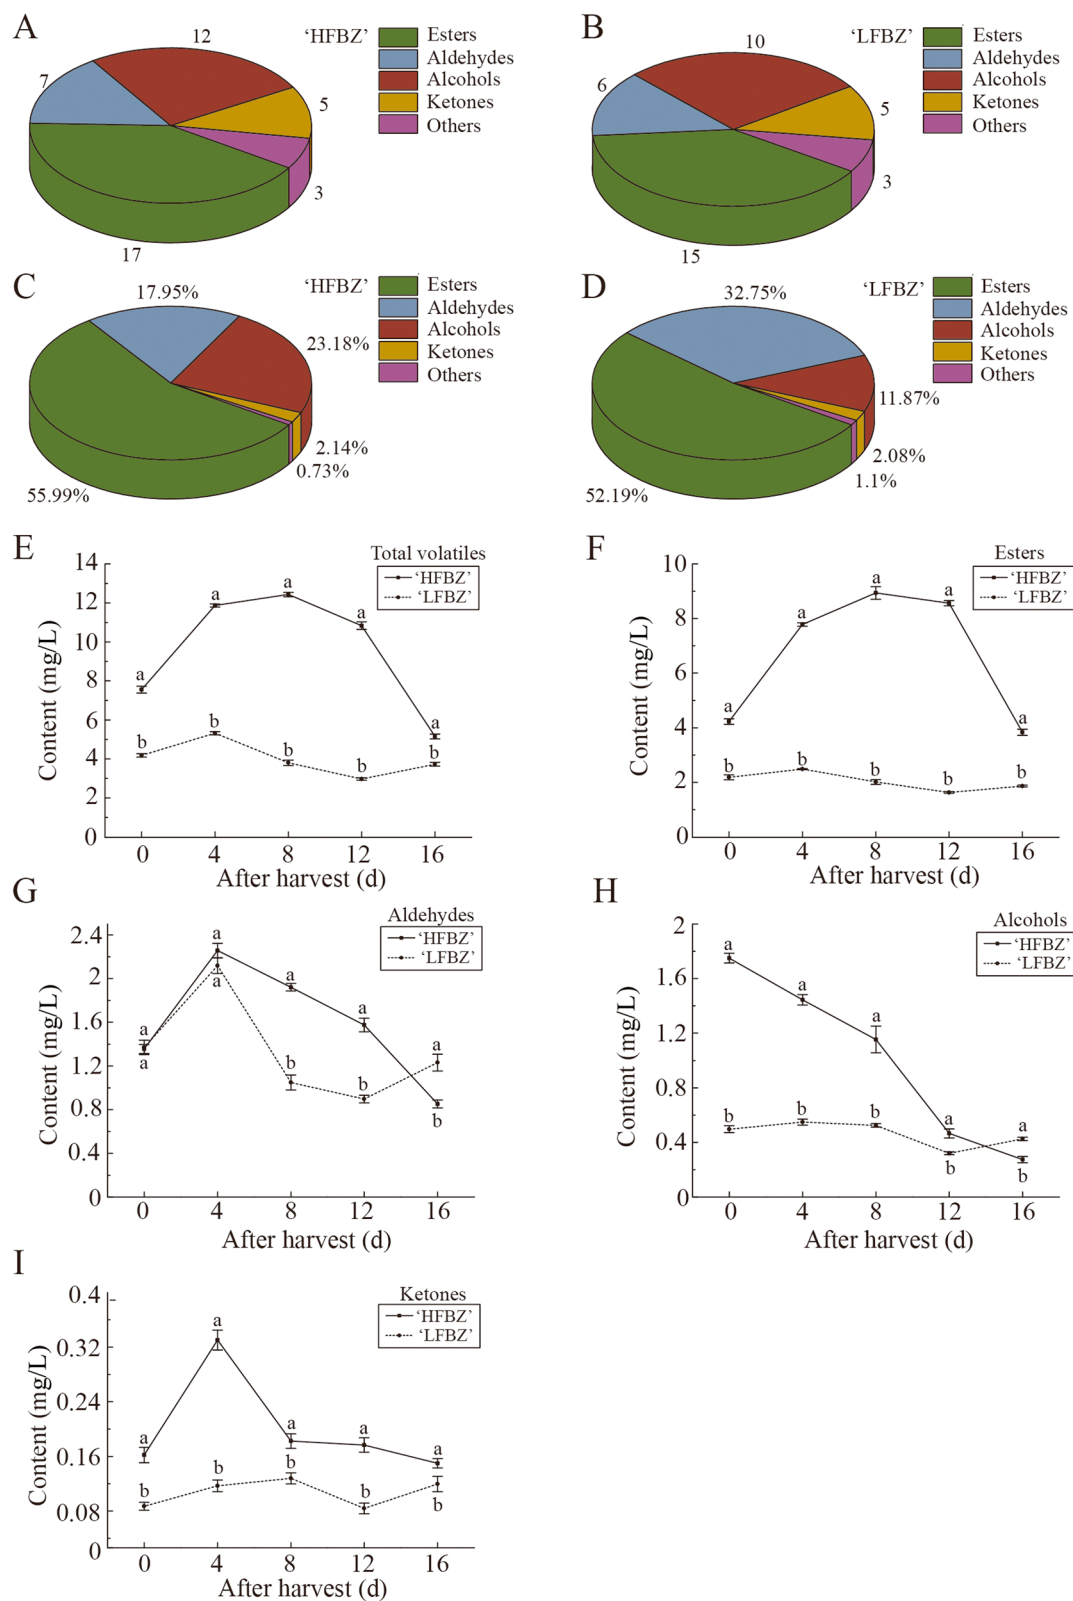 A
12
‘HFBZ’
Esters
Aldehydes
Alcohols
Ketones
Others
7
5
3
17
B
10
‘LFBZ’
Esters
Aldehydes
Alcohols
Ketones
Others
6
5
3
15
C
17.95%
‘HFBZ’
Esters
Aldehydes
Alcohols
Ketones
Others
23.18%
2.14%
0.73%
55.99%
D
32.75%
‘LFBZ’
Esters
Aldehydes
Alcohols
Ketones
Others
11.87%
2.08%
1.1%
52.19%
E
Total volatiles
‘HFBZ’
‘LFBZ’
Content (mg/L)
14
12
10
8
6
4
2
0
a
a
a
a
a
b
b
b
b
b
0 4 8 12 16
After harvest (d)
F
Esters
‘HFBZ’
‘LFBZ’
Content (mg/L)
10
8
6
4
2
0
a
a
a
a
a
b
b
b
b
b
0 4 8 12 16
After harvest (d)
G
Aldehydes
‘HFBZ’
‘LFBZ’
Content (mg/L)
2.4
2
1.6
1.2
0.8
0.4
0
a
a
a
a
b
a
a
b
b
a
0 4 8 12 16
After harvest (d)
H
Alcohols
‘HFBZ’
‘LFBZ’
Content (mg/L)
2
1.6
1.2
0.8
0.4
0
a
a
a
a
b
b
b
b
b
a
0 4 8 12 16
After harvest (d)
I
Ketones
‘HFBZ’
‘LFBZ’
Content (mg/L)
0.4
0.32
0.24
0.16
0.08
0
a
a
a
a
a
b
b
b
b
b
0 4 8 12 16
After harvest (d)